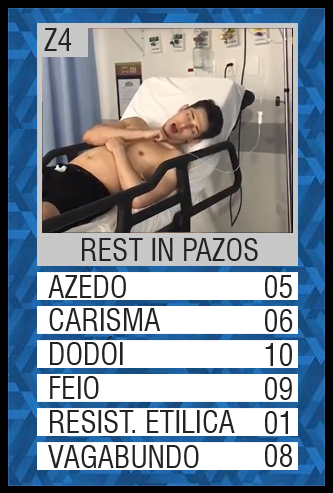 Z4
REST IN PAZOS
AZEDO 05
CARISMA 06
DODÓI 10
FEIO 09
RESIST. ETILICA 01
VAGABUNDO 08